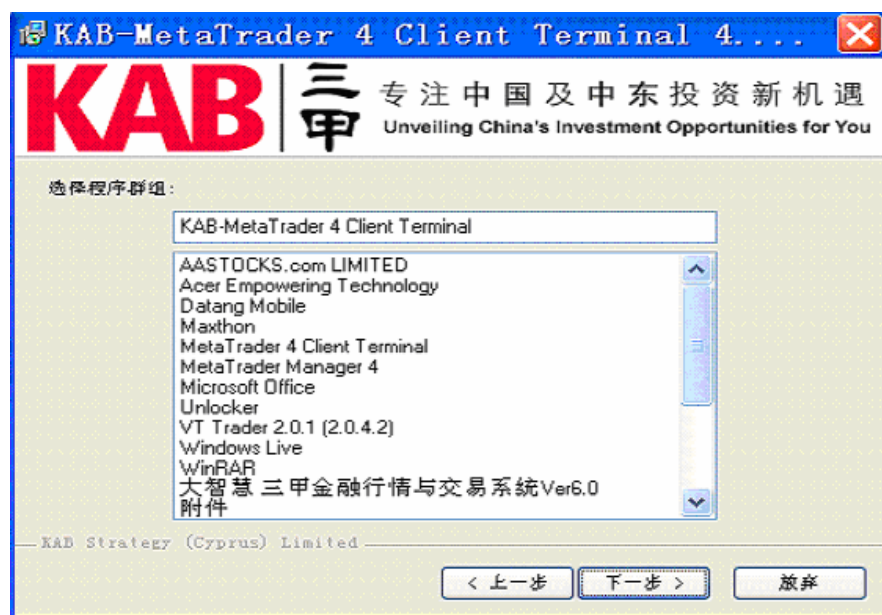 KAB-MetaTrader 4 Client Terminal 4....
KAB 三甲
专注中国及中东投资新机遇
Unveiling China's Investment Opportunities for You
选择程序群组:
KAB-MetaTrader 4 Client Terminal
AASTOCKS.com LIMITED
Acer Empowering Technology
Datang Mobile
Maxthon
MetaTrader 4 Client Terminal
MetaTrader Manager 4
Microsoft Office
Unlocker
VT Trader 2.0.1 (2.0.4.2)
Windows Live
WinRAR
大智慧 三甲金融行情与交易系统Ver6.0
附件
KAB Strategy (Cyprus) Limited
< 上一步 下一步 > 放弃